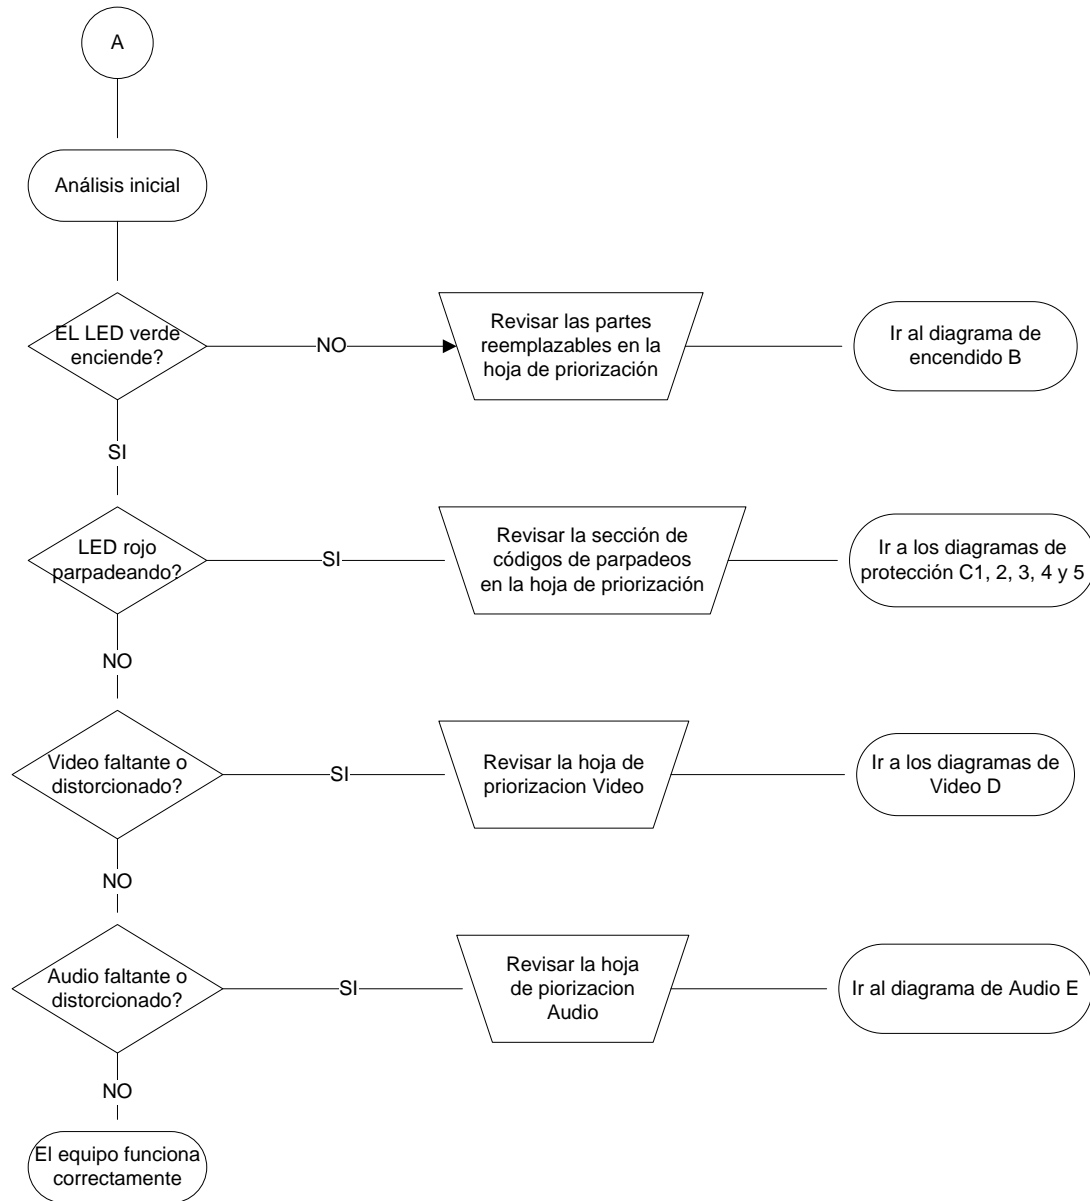 A
Análisis inicial
EL LED verde
enciende?
NO
Revisar las partes
reemplazables en la
hoja de priorización
Ir al diagrama de
encendido B
SI
LED rojo
parpadeando?
SI
Revisar la sección de
códigos de parpadeos
en la hoja de priorización
Ir a los diagramas de
protección C1, 2, 3, 4 y 5
NO
Video faltante o
distorcionado?
SI
Revisar la hoja de
priorizacion Video
Ir a los diagramas de
Video D
NO
Audio faltante o
distorcionado?
SI
Revisar la hoja
de piorizacion
Audio
Ir al diagrama de Audio E
NO
El equipo funciona
correctamente